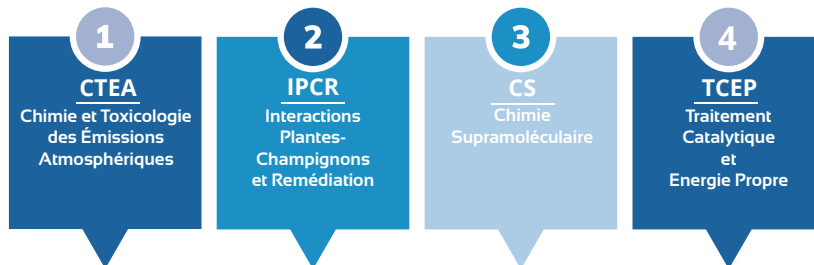 1
CTEA
Chimie et Toxicologie
des Émissions
Atmosphériques
2
IPCR
Interactions
Plantes-
Champignons
et Remédiation
3
CS
Chimie
Supramoléculaire
4
TCEP
Traitement
Catalytique
et
Energie Propre